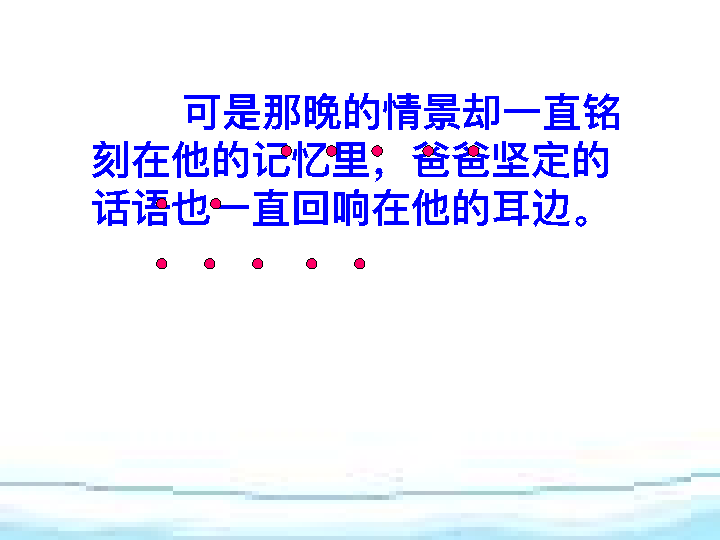 可是那晚的情景却一直铭
刻在他的记忆里，爸爸坚定的
话语也一直回响在他的耳边。